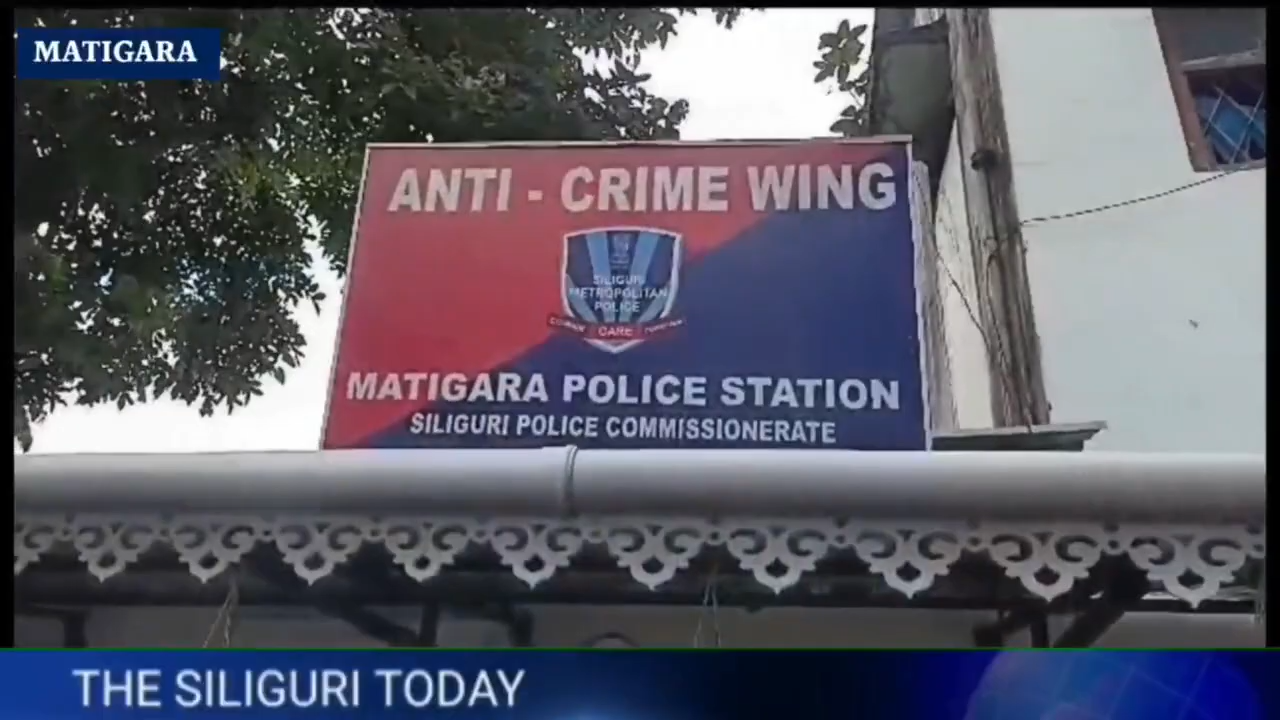 MATIGARA
ANTI - CRIME WING
SILIGURI
METROPOLITAN
POLICE
CARE
MATIGARA POLICE STATION
SILIGURI POLICE COMMISSIONERATE
THE SILIGURI TODAY